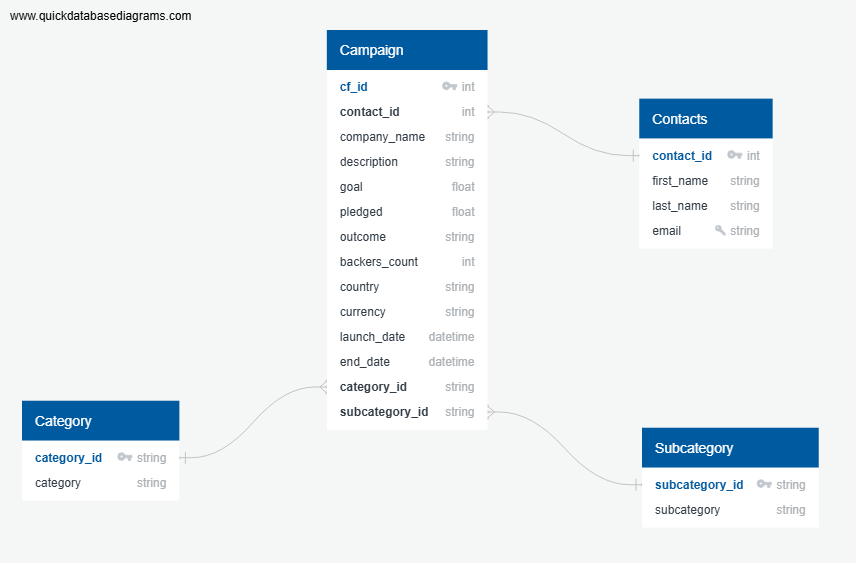 www.quickdatabasediagrams.com
Campaign
cf_id int
contact_id int
company_name string
description string
goal float
pledged float
outcome string
backers_count int
country string
currency string
launch_date datetime
end_date datetime
category_id string
subcategory_id string
Contacts
contact_id int
first_name string
last_name string
email string
Category
category_id string
category string
Subcategory
subcategory_id string
subcategory string